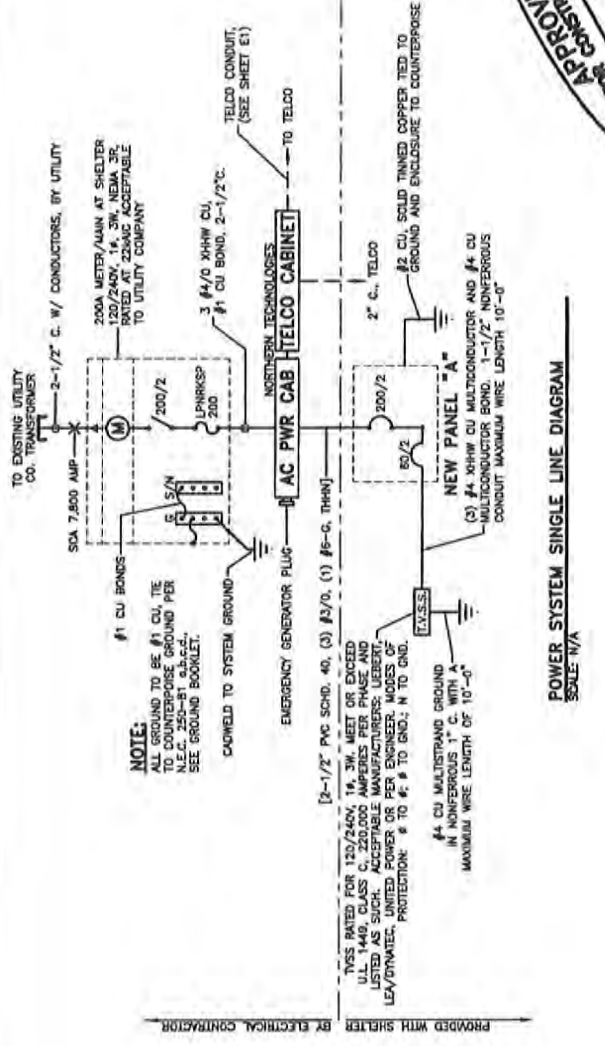 TO EXISTING UTILITY
CO. TRANSFORMER
2-1/2" C. W/ CONDUCTORS, BY UTILITY
SCA 7,800 AMP
200A METER/MAIN AT SHELTER
120/240V, 1ø, 3W, NEMA 3R,
RATED AT 22kAIC ACCEPTABLE
TO UTILITY COMPANY
#1 CU BONDS
M
200/2
LPNRKSP
200
G S/N
NOTE:
ALL GROUND TO BE #1 CU, TIE
TO COUNTERPOISE GROUND PER
N.E.C. 250-81 a,b,c,d,
SEE GROUND BOOKLET.
CADWELD TO SYSTEM GROUND
3 #4/0 XHHW CU,
#1 CU BOND, 2-1/2"C.
TELCO CONDUIT,
(SEE SHEET E1)
NORTHERN TECHNOLOGIES
AC PWR CAB
TELCO CABINET
TO TELCO
EMERGENCY GENERATOR PLUG
2" C., TELCO
[2-1/2" PVC SCHD. 40, (3) #3/0, (1) #6-G, THHN]
BY ELECTRICAL CONTRACTOR
PROVIDED WITH SHELTER
TVSS RATED FOR 120/240V, 1ø, 3W, MEET OR EXCEED
U.L. 1449, CLASS C, 220,000 AMPERES PER PHASE AND
LISTED AS SUCH. ACCEPTABLE MANUFACTURERS: LIEBERT,
LEA/DYNATEC, UNITED POWER OR PER ENGINEER. MODES OF
PROTECTION: ø TO ø; ø TO GND.; N TO GND.
200/2
60/2
#2 CU, SOLID TINNED COPPER TIED TO
GROUND AND ENCLOSURE TO COUNTERPOISE
NEW PANEL "A"
(3) #4 XHHW CU MULTICONDUCTOR AND #4 CU
MULTICONDUCTOR BOND. 1-1/2" NONFERROUS
CONDUIT MAXIMUM WIRE LENGTH 10'-0"
T.V.S.S.
#4 CU MULTISTRAND GROUND
IN NONFERROUS 1" C. WITH A
MAXIMUM WIRE LENGTH OF 10'-0"
POWER SYSTEM SINGLE LINE DIAGRAM
SCALE: N/A